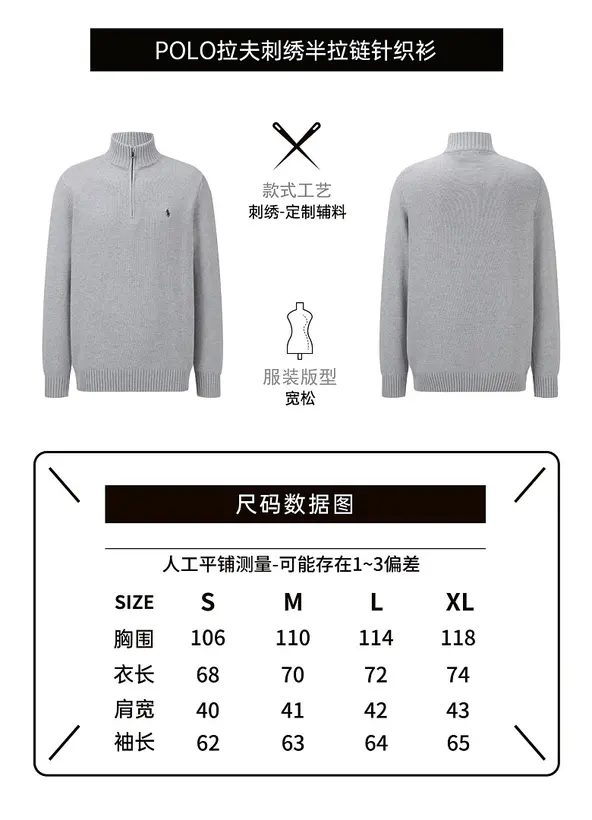 POLO拉夫刺绣半拉链针织衫
款式工艺
刺绣-定制辅料
服装版型
宽松
尺码数据图
人工平铺测量-可能存在1~3偏差
SIZE S M L XL
胸围 106 110 114 118
衣长 68 70 72 74
肩宽 40 41 42 43
袖长 62 63 64 65